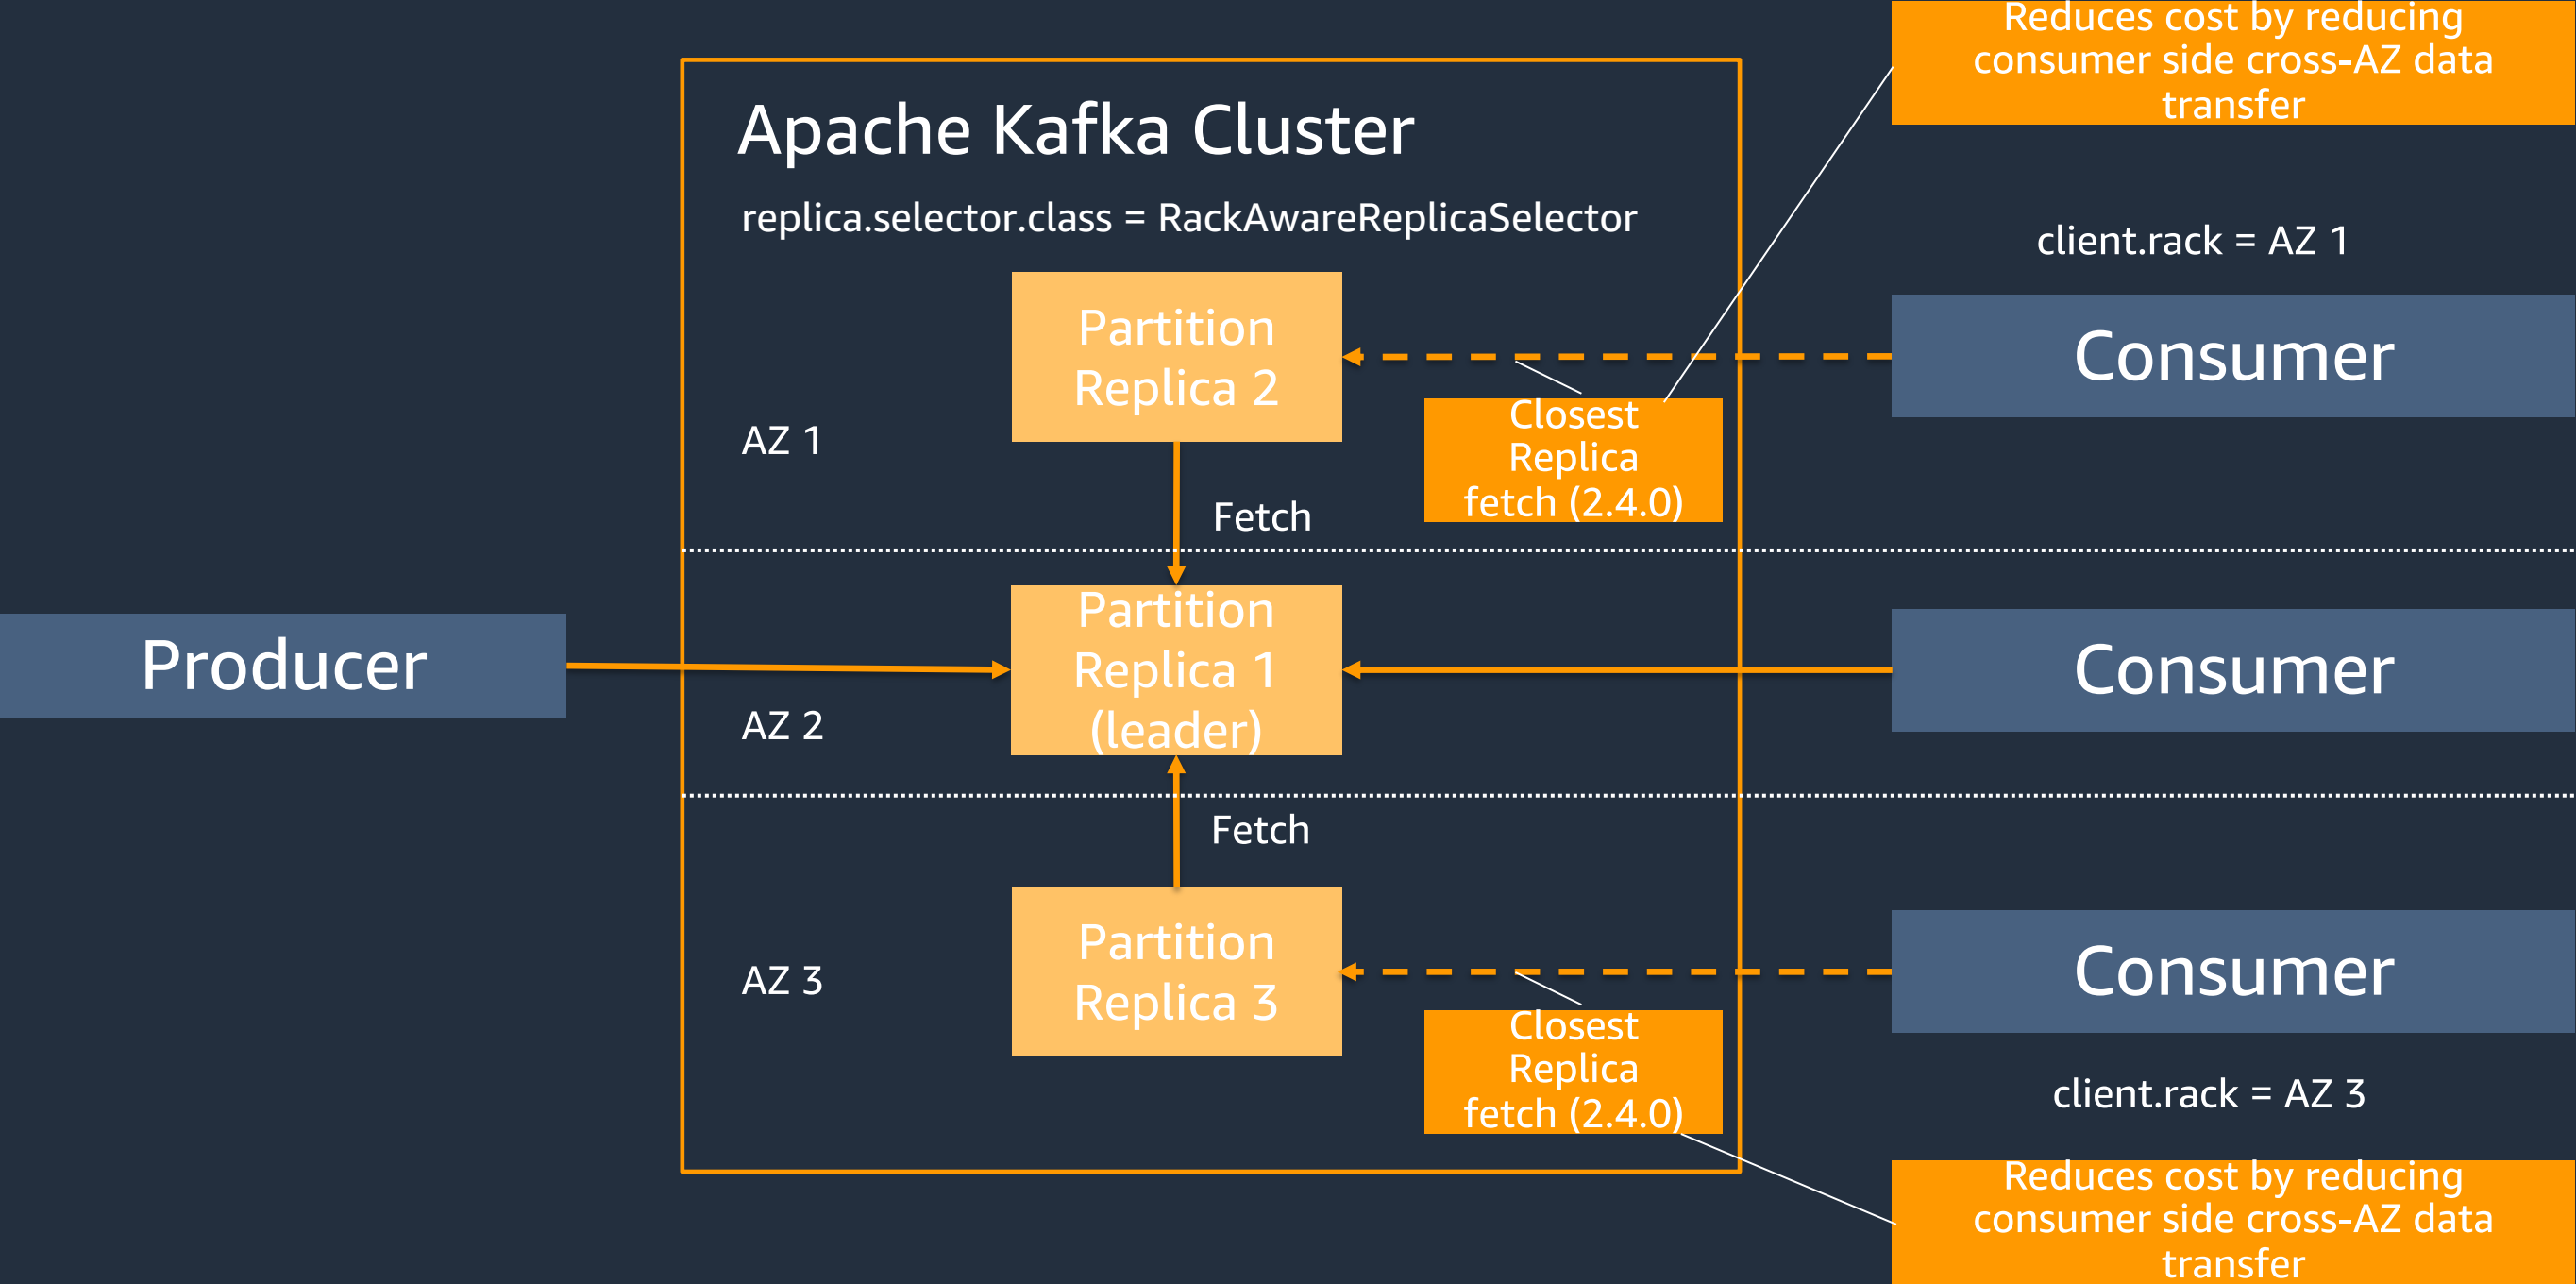 Reduces cost by reducing
consumer side cross-AZ data
transfer
Apache Kafka Cluster
replica.selector.class = RackAwareReplicaSelector
client.rack = AZ 1
Partition
Replica 2
Consumer
Closest
Replica
fetch (2.4.0)
AZ 1
Fetch
Producer
Partition
Replica 1
(leader)
Consumer
AZ 2
Fetch
Partition
Replica 3
Consumer
AZ 3
Closest
Replica
fetch (2.4.0)
client.rack = AZ 3
Reduces cost by reducing
consumer side cross-AZ data
transfer